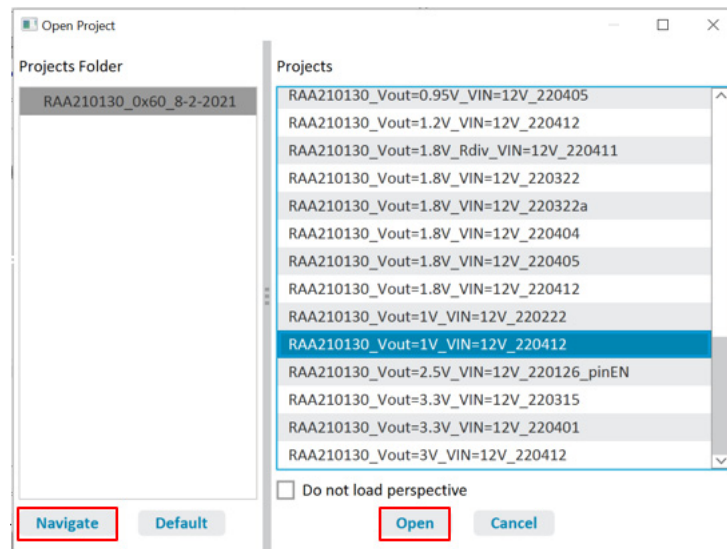 Open Project
Projects Folder
RAA210130_0x60_8-2-2021
Projects
RAA210130_Vout=0.95V_VIN=12V_220405
RAA210130_Vout=1.2V_VIN=12V_220412
RAA210130_Vout=1.8V_Rdiv_VIN=12V_220411
RAA210130_Vout=1.8V_VIN=12V_220322
RAA210130_Vout=1.8V_VIN=12V_220322a
RAA210130_Vout=1.8V_VIN=12V_220404
RAA210130_Vout=1.8V_VIN=12V_220405
RAA210130_Vout=1.8V_VIN=12V_220412
RAA210130_Vout=1V_VIN=12V_220222
RAA210130_Vout=1V_VIN=12V_220412
RAA210130_Vout=2.5V_VIN=12V_220126_pinEN
RAA210130_Vout=3.3V_VIN=12V_220315
RAA210130_Vout=3.3V_VIN=12V_220401
RAA210130_Vout=3V_VIN=12V_220412
Do not load perspective
Navigate Default Open Cancel